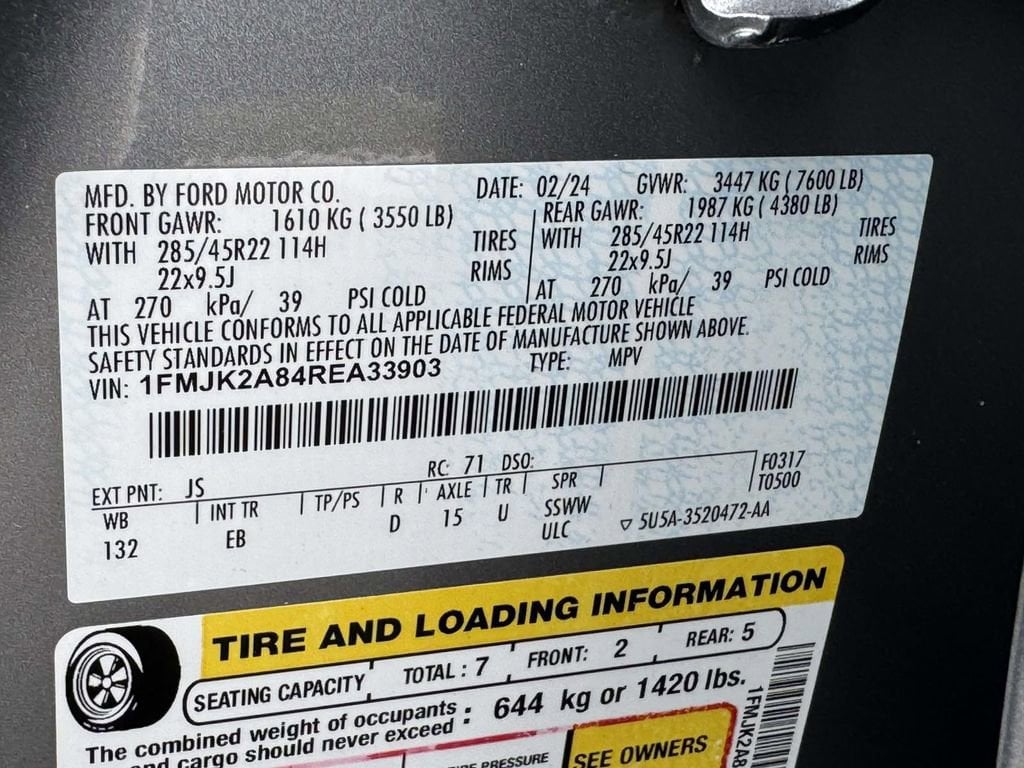 MFD. BY FORD MOTOR CO. DATE: 02/24 GVWR: 3447 KG ( 7600 LB)
FRONT GAWR: 1610 KG ( 3550 LB) REAR GAWR: 1987 KG ( 4380 LB)
WITH 285/45R22 114H TIRES WITH 285/45R22 114H TIRES
22x9.5J RIMS 22x9.5J RIMS
AT 270 kPa/ 39 PSI COLD AT 270 kPa/ 39 PSI COLD
THIS VEHICLE CONFORMS TO ALL APPLICABLE FEDERAL MOTOR VEHICLE
SAFETY STANDARDS IN EFFECT ON THE DATE OF MANUFACTURE SHOWN ABOVE.
VIN: 1FMJK2A84REA33903 TYPE: MPV
EXT PNT: JS RC: 71 DSO: F0317
WB INT TR TP/PS R AXLE TR SPR T0500
132 EB D 15 U SSWW
ULC 5U5A-3520472-AA
TIRE AND LOADING INFORMATION
SEATING CAPACITY TOTAL : 7 FRONT: 2 REAR: 5
The combined weight of occupants : 644 kg or 1420 lbs.
and cargo should never exceed
PRESSURE SEE OWNERS
1FMJK2A8